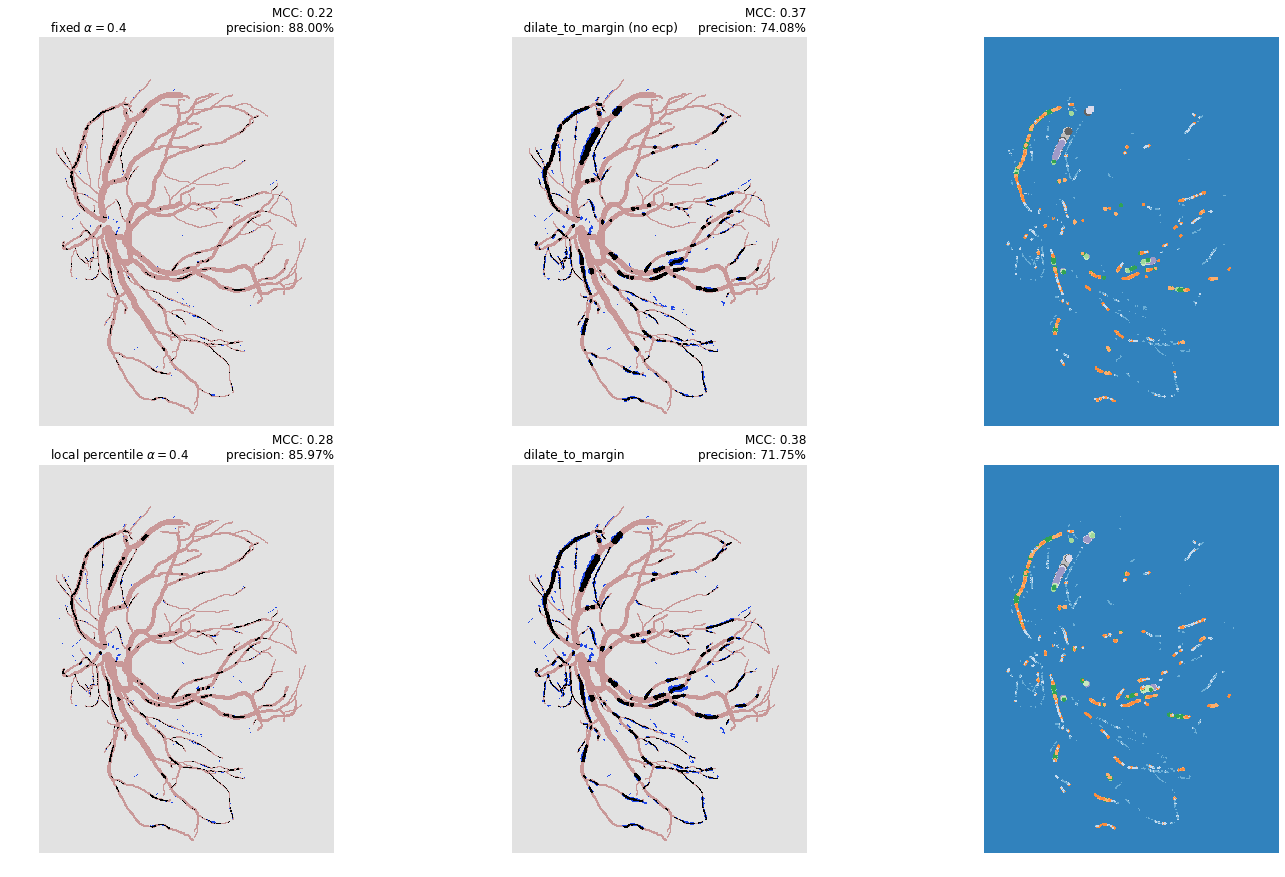 MCC: 0.22
fixed α = 0.4 precision: 88.00%
MCC: 0.37
dilate_to_margin (no ecp) precision: 74.08%
MCC: 0.28
local percentile α = 0.4 precision: 85.97%
MCC: 0.38
dilate_to_margin precision: 71.75%